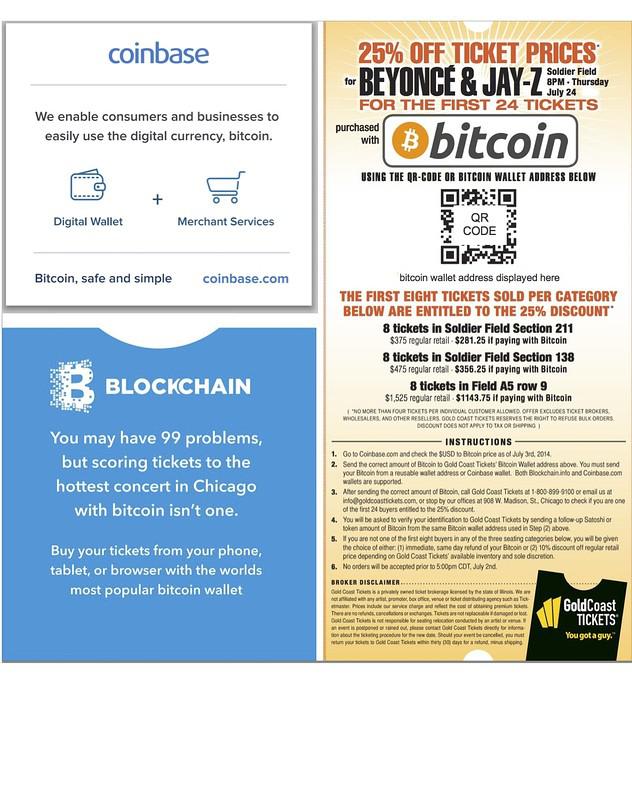 coinbase
We enable consumers and businesses to
easily use the digital currency, bitcoin.
Digital Wallet
+
Merchant Services
Bitcoin, safe and simple
coinbase.com
BLOCKCHAIN
You may have 99 problems,
but scoring tickets to the
hottest concert in Chicago
with bitcoin isn't one.
Buy your tickets from your phone,
tablet, or browser with the worlds
most popular bitcoin wallet
25% OFF TICKET PRICES*
for BEYONCÉ & JAY-Z
Soldier Field
8PM • Thursday
July 24
FOR THE FIRST 24 TICKETS
purchased
with
bitcoin
USING THE QR-CODE OR BITCOIN WALLET ADDRESS BELOW
QR
CODE
bitcoin wallet address displayed here
THE FIRST EIGHT TICKETS SOLD PER CATEGORY
BELOW ARE ENTITLED TO THE 25% DISCOUNT*
8 tickets in Soldier Field Section 211
$375 regular retail - $281.25 if paying with Bitcoin
8 tickets in Soldier Field Section 138
$475 regular retail - $356.25 if paying with Bitcoin
8 tickets in Field A5 row 9
$1,525 regular retail - $1143.75 if paying with Bitcoin
( *NO MORE THAN FOUR TICKETS PER INDIVIDUAL CUSTOMER ALLOWED. OFFER EXCLUDES TICKET BROKERS,
WHOLESALERS, AND OTHER RESELLERS. GOLD COAST TICKETS RESERVES THE RIGHT TO REFUSE BULK ORDERS.
DISCOUNT DOES NOT APPLY TO TAX OR SHIPPING )
INSTRUCTIONS
1. Go to Coinbase.com and check the $USD to Bitcoin price as of July 3rd, 2014.
2. Send the correct amount of Bitcoin to Gold Coast Tickets' Bitcoin Wallet address above. You must send
your Bitcoin from a reusable wallet address or Coinbase wallet. Both Blockchain.info and Coinbase.com
wallets are supported.
3. After sending the correct amount of Bitcoin, call Gold Coast Tickets at 1-800-899-9100 or email us at
info@goldcoasttickets.com, or stop by our offices at 908 W. Madison, St., Chicago to check if you are one
of the first 24 buyers entitled to the 25% discount.
4. You will be asked to verify your identification to Gold Coast Tickets by sending a follow-up Satoshi or
token amount of Bitcoin from the same Bitcoin wallet address used in Step (2) above.
5. If you are not one of the first eight buyers in any of the three seating categories below, you will be given
the choice of either: (1) immediate, same day refund of your Bitcoin or (2) 10% discount off regular retail
price depending on Gold Coast Tickets' available inventory and sole discretion.
6. No orders will be accepted prior to 5:00pm CDT, July 2nd.
BROKER DISCLAIMER
Gold Coast Tickets is a privately owned ticket brokerage licensed by the state of Illinois. We are
not affiliated with any artist, promoter, box office, venue or ticket distributing agency such as Tick-
etmaster. Prices include our service charge and reflect the cost of obtaining premium tickets.
There are no refunds, cancellations or exchanges. Tickets not replaceable if damaged or lost.
Gold Coast Tickets is not responsible for seating relocation conducted by an artist or venue. If
an event is postponed or rained out, please contact Gold Coast Tickets directly for informa-
tion about the ticketing procedure for the new date. Should your event be cancelled, you must
return your tickets to Gold Coast Tickets within thirty (30) days for a refund, minus shipping.
GoldCoast
TICKETS®
You got a guy.™